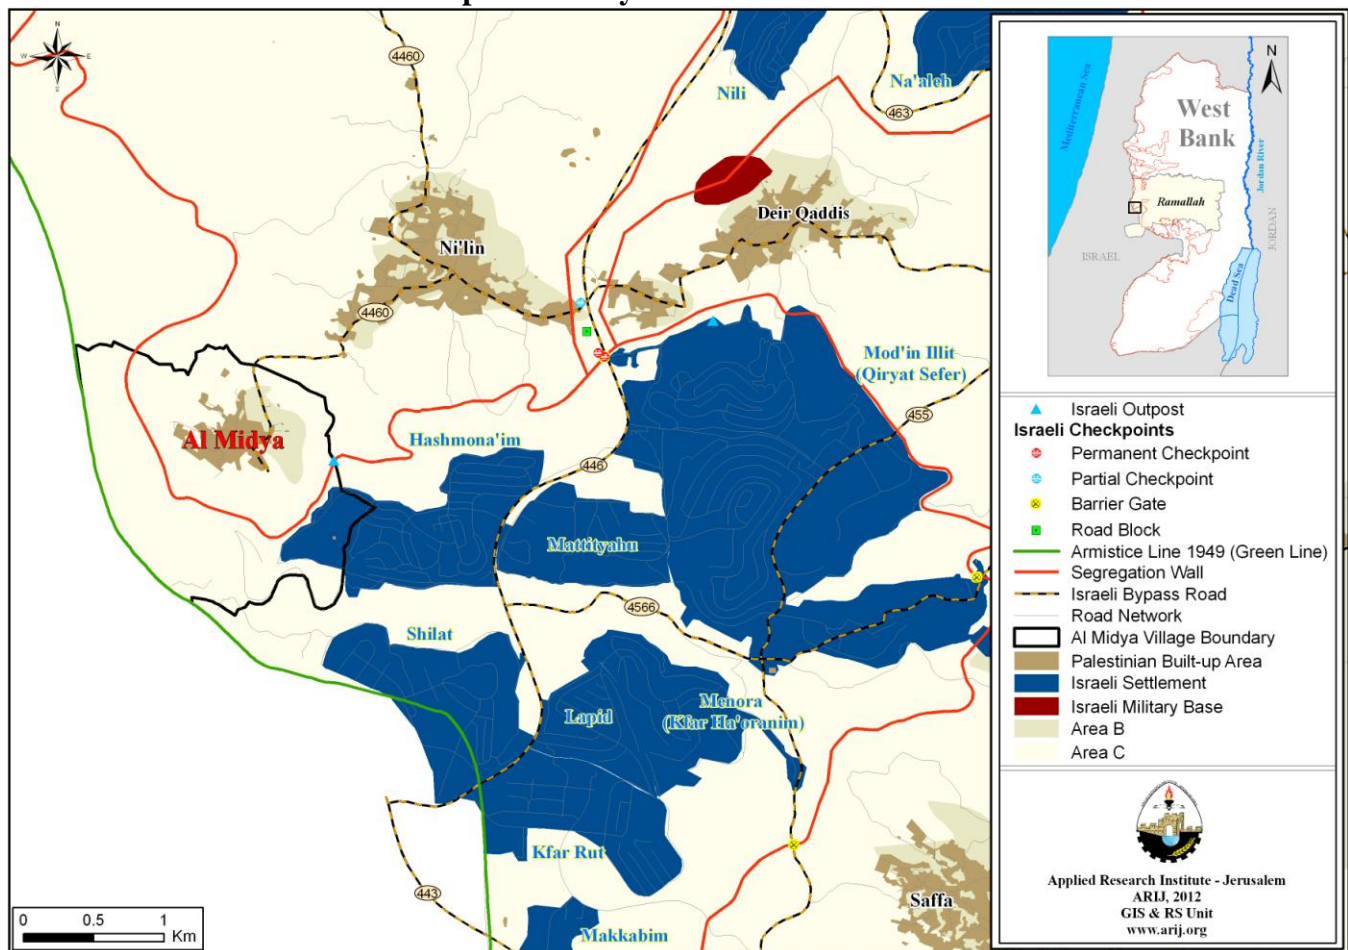 N
W
E
4460
Nili
Na'aleh
463
Deir Qaddis
Ni'lin
4460
Mod'in Illit
(Qiryat Sefer)
455
Al Midya
Hashmona'im
446
Mattityahu
4566
Shilat
Lapid
Menora
(Kfar Ha'oranim)
Kfar Rut
443
Saffa
Makkabim
0 0.5 1
Km
N
Mediterranean Sea
West
Bank
Jordan River
Ramallah
JORDAN
ISRAEL
Dead Sea
Israeli Outpost
Israeli Checkpoints
Permanent Checkpoint
Partial Checkpoint
Barrier Gate
Road Block
Armistice Line 1949 (Green Line)
Segregation Wall
Israeli Bypass Road
Road Network
Al Midya Village Boundary
Palestinian Built-up Area
Israeli Settlement
Israeli Military Base
Area B
Area C
Applied Research Institute - Jerusalem
ARIJ, 2012
GIS & RS Unit
www.arij.org